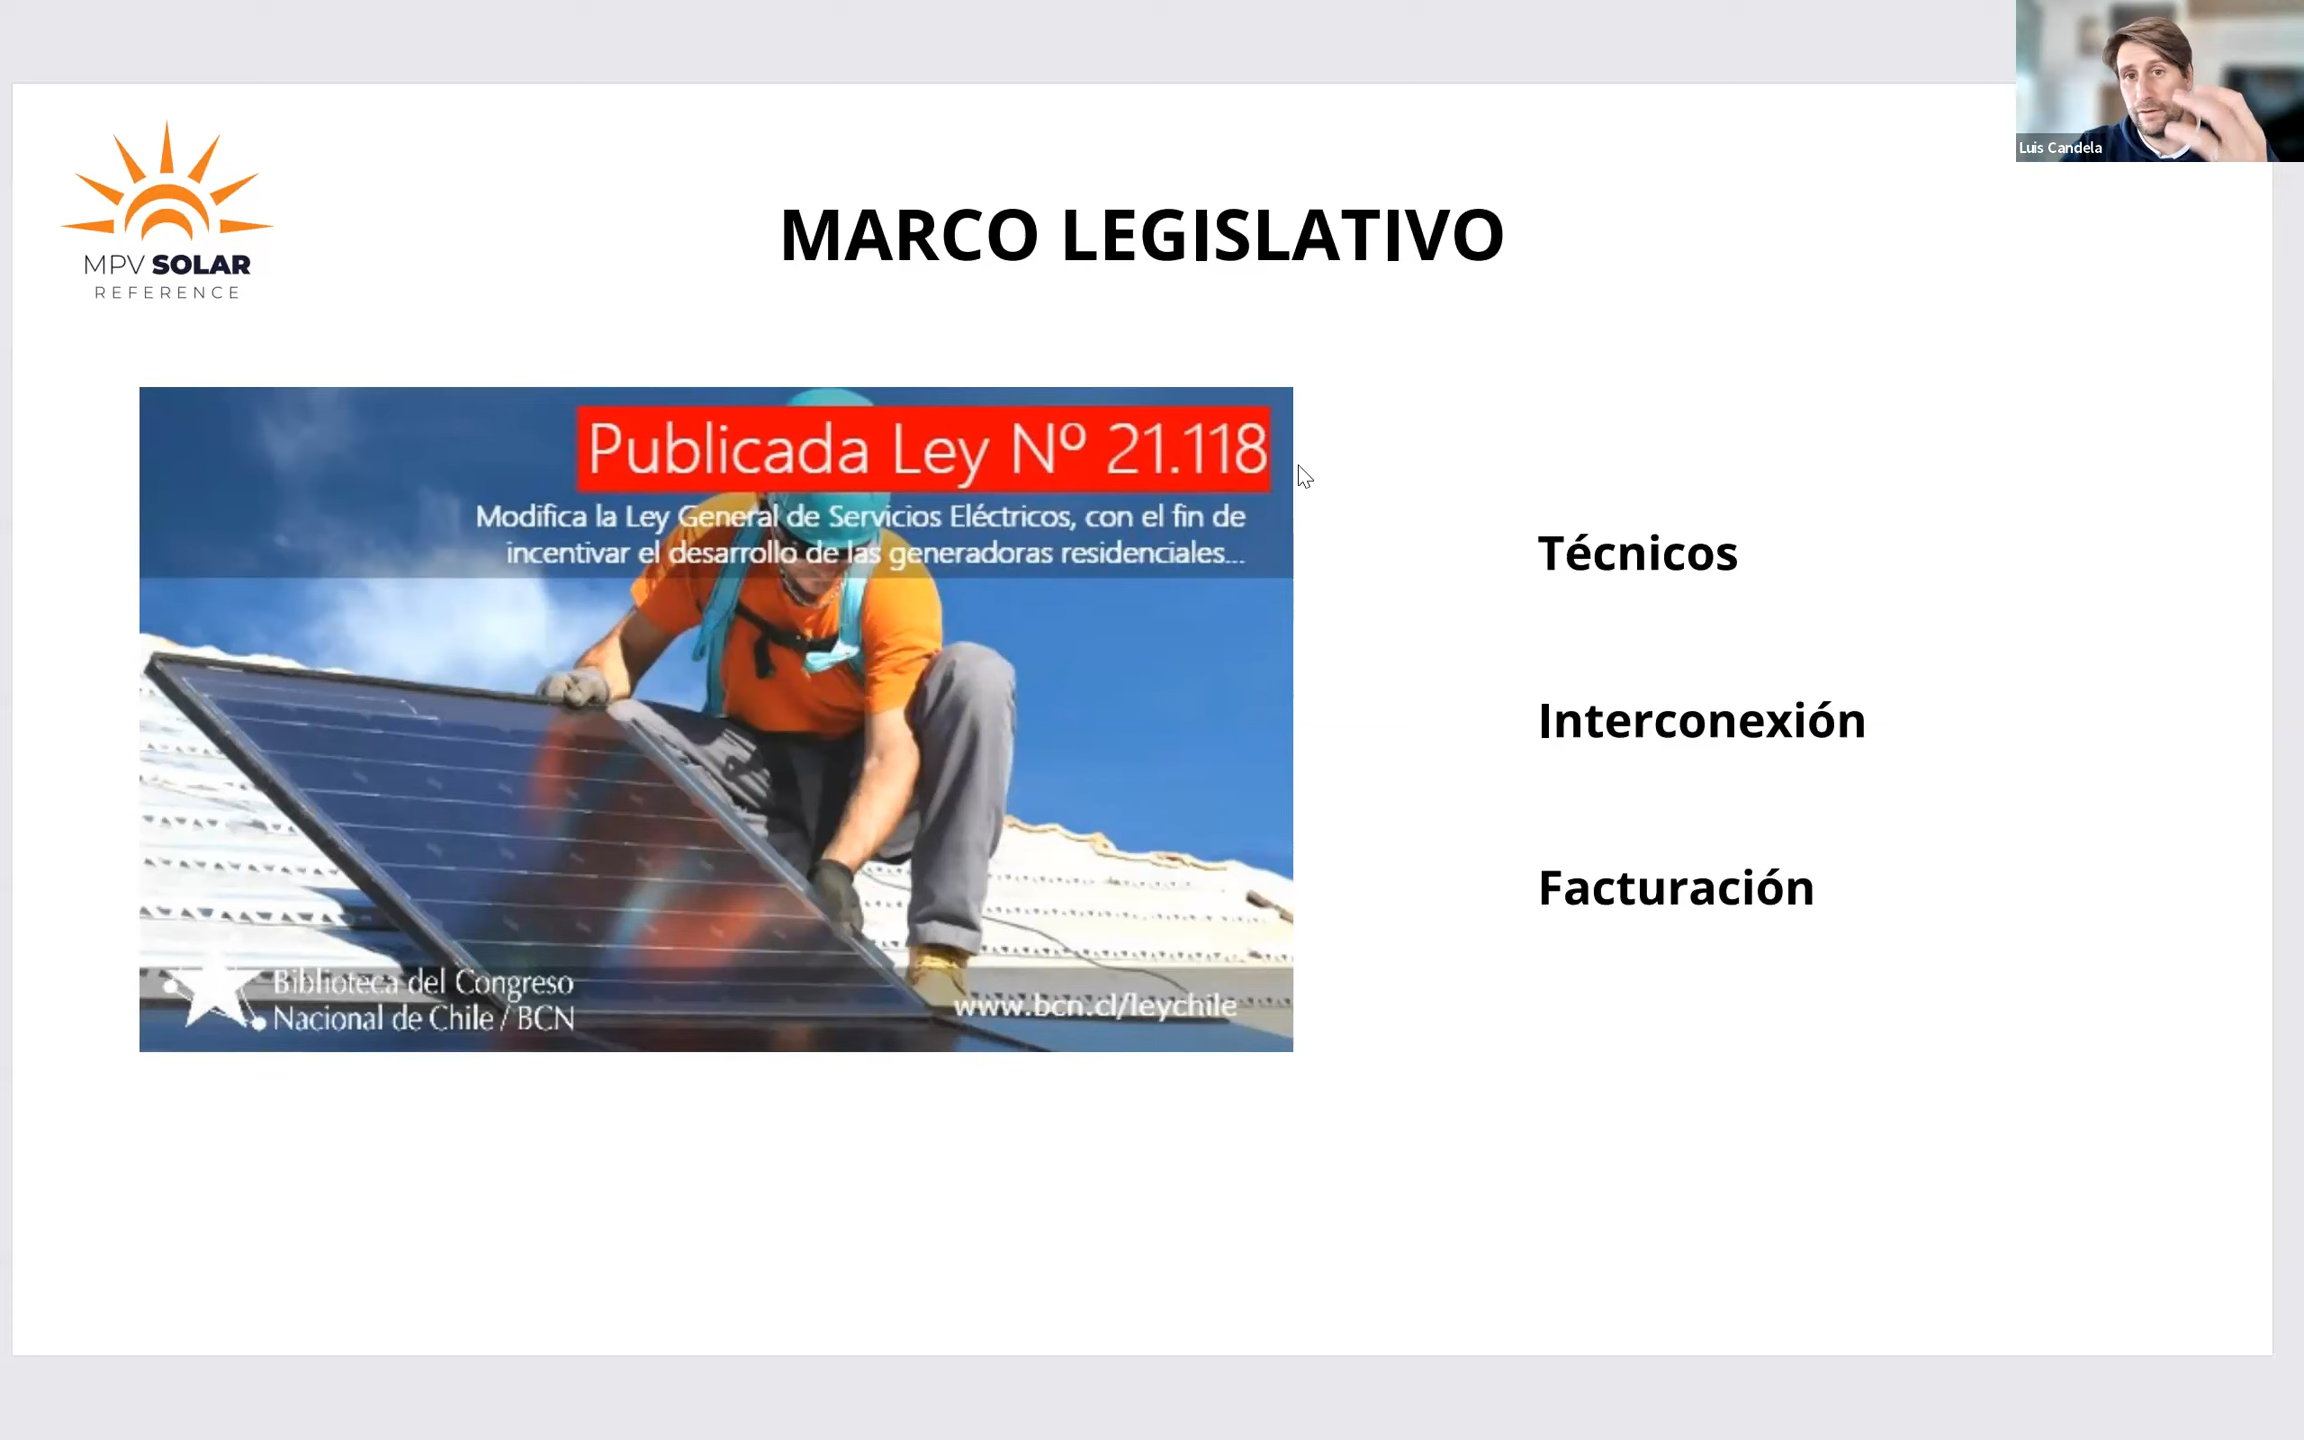 Luis Candela
MPV SOLAR
REFERENCE
MARCO LEGISLATIVO
Publicada Ley Nº 21.118
Modifica la Ley General de Servicios Eléctricos, con el fin de
incentivar el desarrollo de las generadoras residenciales...
Biblioteca del Congreso
Nacional de Chile / BCN
www.bcn.cl/leychile
Técnicos
Interconexión
Facturación